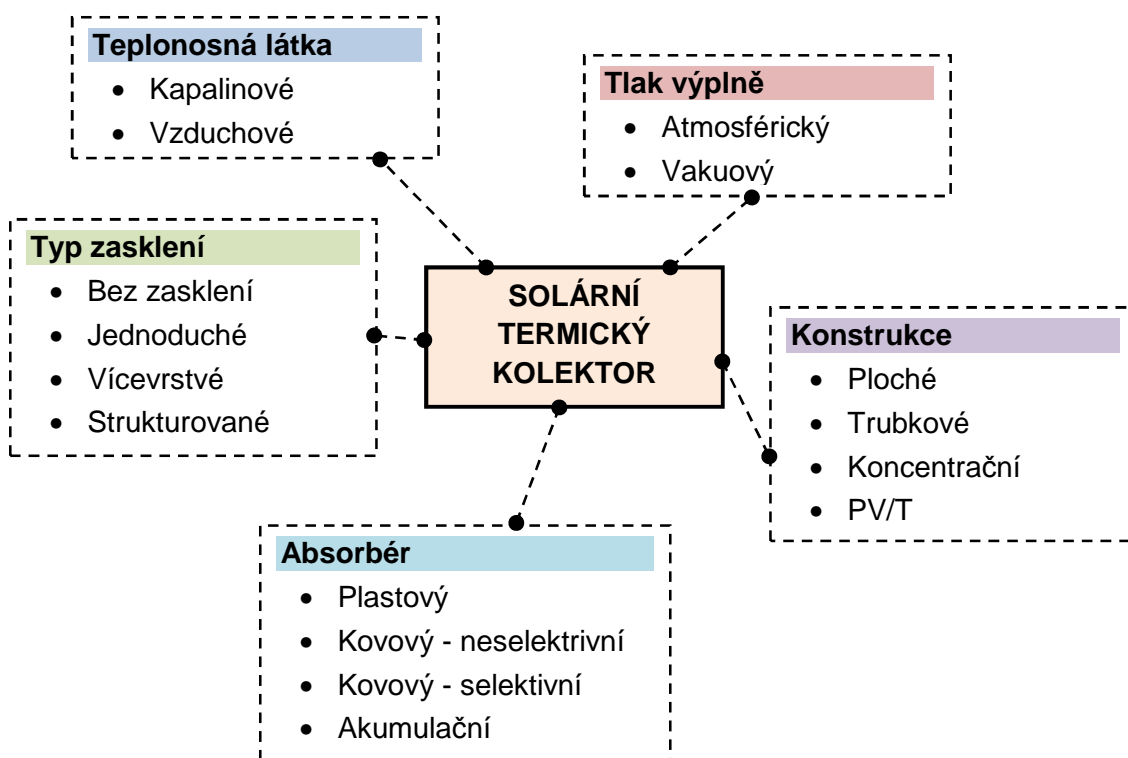 Teplonosná látka
• Kapalinové
• Vzduchové
Tlak výplně
• Atmosférický
• Vakuový
Typ zasklení
• Bez zasklení
• Jednoduché
• Vícevrstvé
• Strukturované
SOLÁRNÍ
TERMICKÝ
KOLEKTOR
Konstrukce
• Ploché
• Trubkové
• Koncentrační
• PV/T
Absorbér
• Plastový
• Kovový - neselektrivní
• Kovový - selektivní
• Akumulační